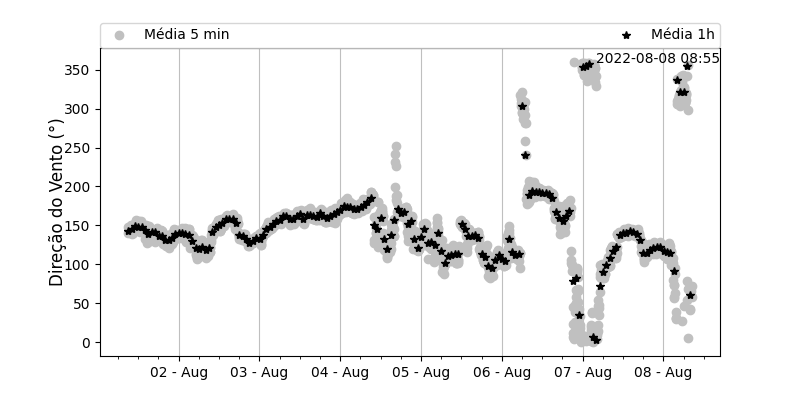 Média 5 min
Média 1h
2022-08-08 08:55
Direção do Vento (°)
350
300
250
200
150
100
50
0
02 - Aug
03 - Aug
04 - Aug
05 - Aug
06 - Aug
07 - Aug
08 - Aug